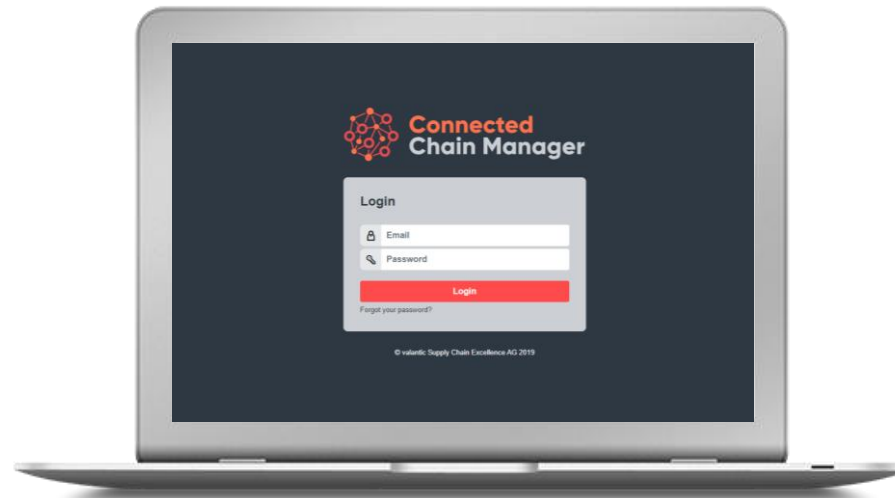 Connected
Chain Manager
Login
Email
Password
Login
Forgot your password?
© valantic Supply Chain Excellence AG 2019